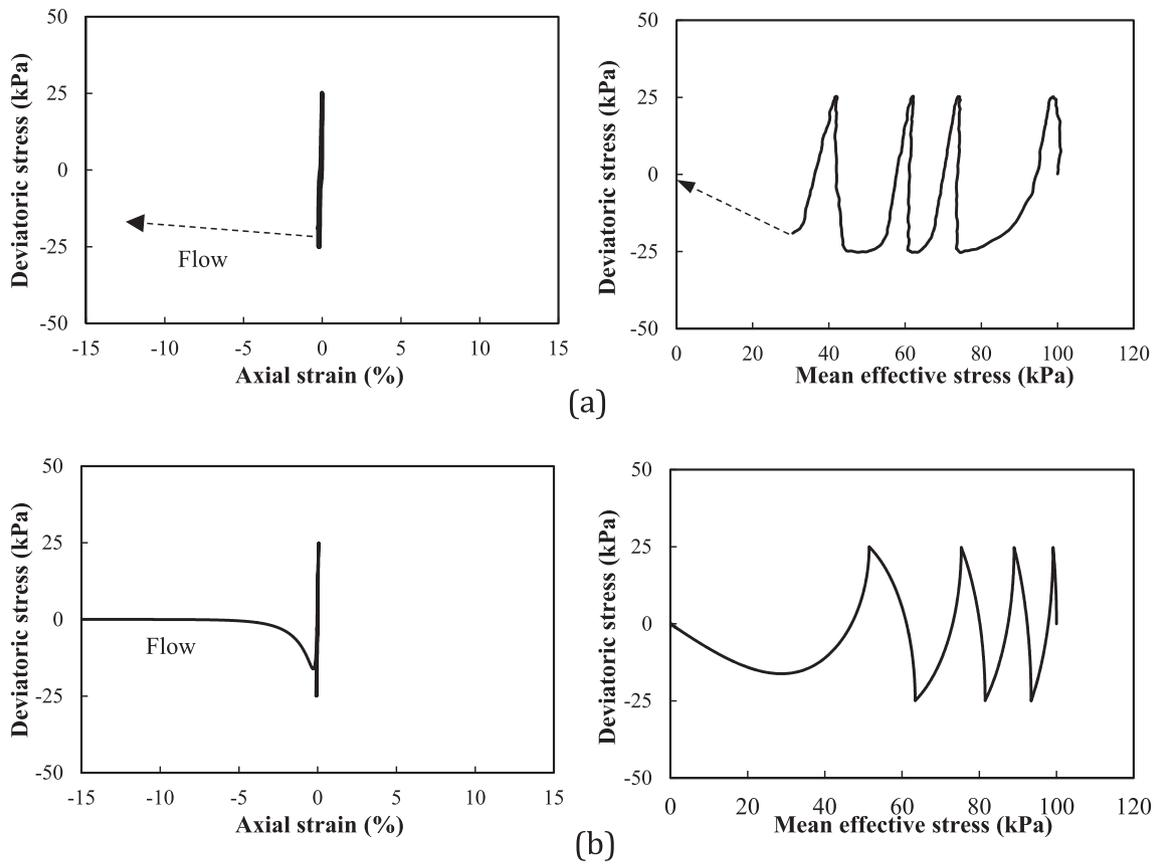 50
25
0
-25
-50
Deviatoric stress (kPa)
Flow
-15 -10 -5 0 5 10 15
Axial strain (%)
50
25
0
-25
-50
Deviatoric stress (kPa)
0 20 40 60 80 100 120
Mean effective stress (kPa)
(a)
50
25
0
-25
-50
Deviatoric stress (kPa)
Flow
-15 -10 -5 0 5 10 15
Axial strain (%)
50
25
0
-25
-50
Deviatoric stress (kPa)
0 20 40 60 80 100 120
Mean effective stress (kPa)
(b)